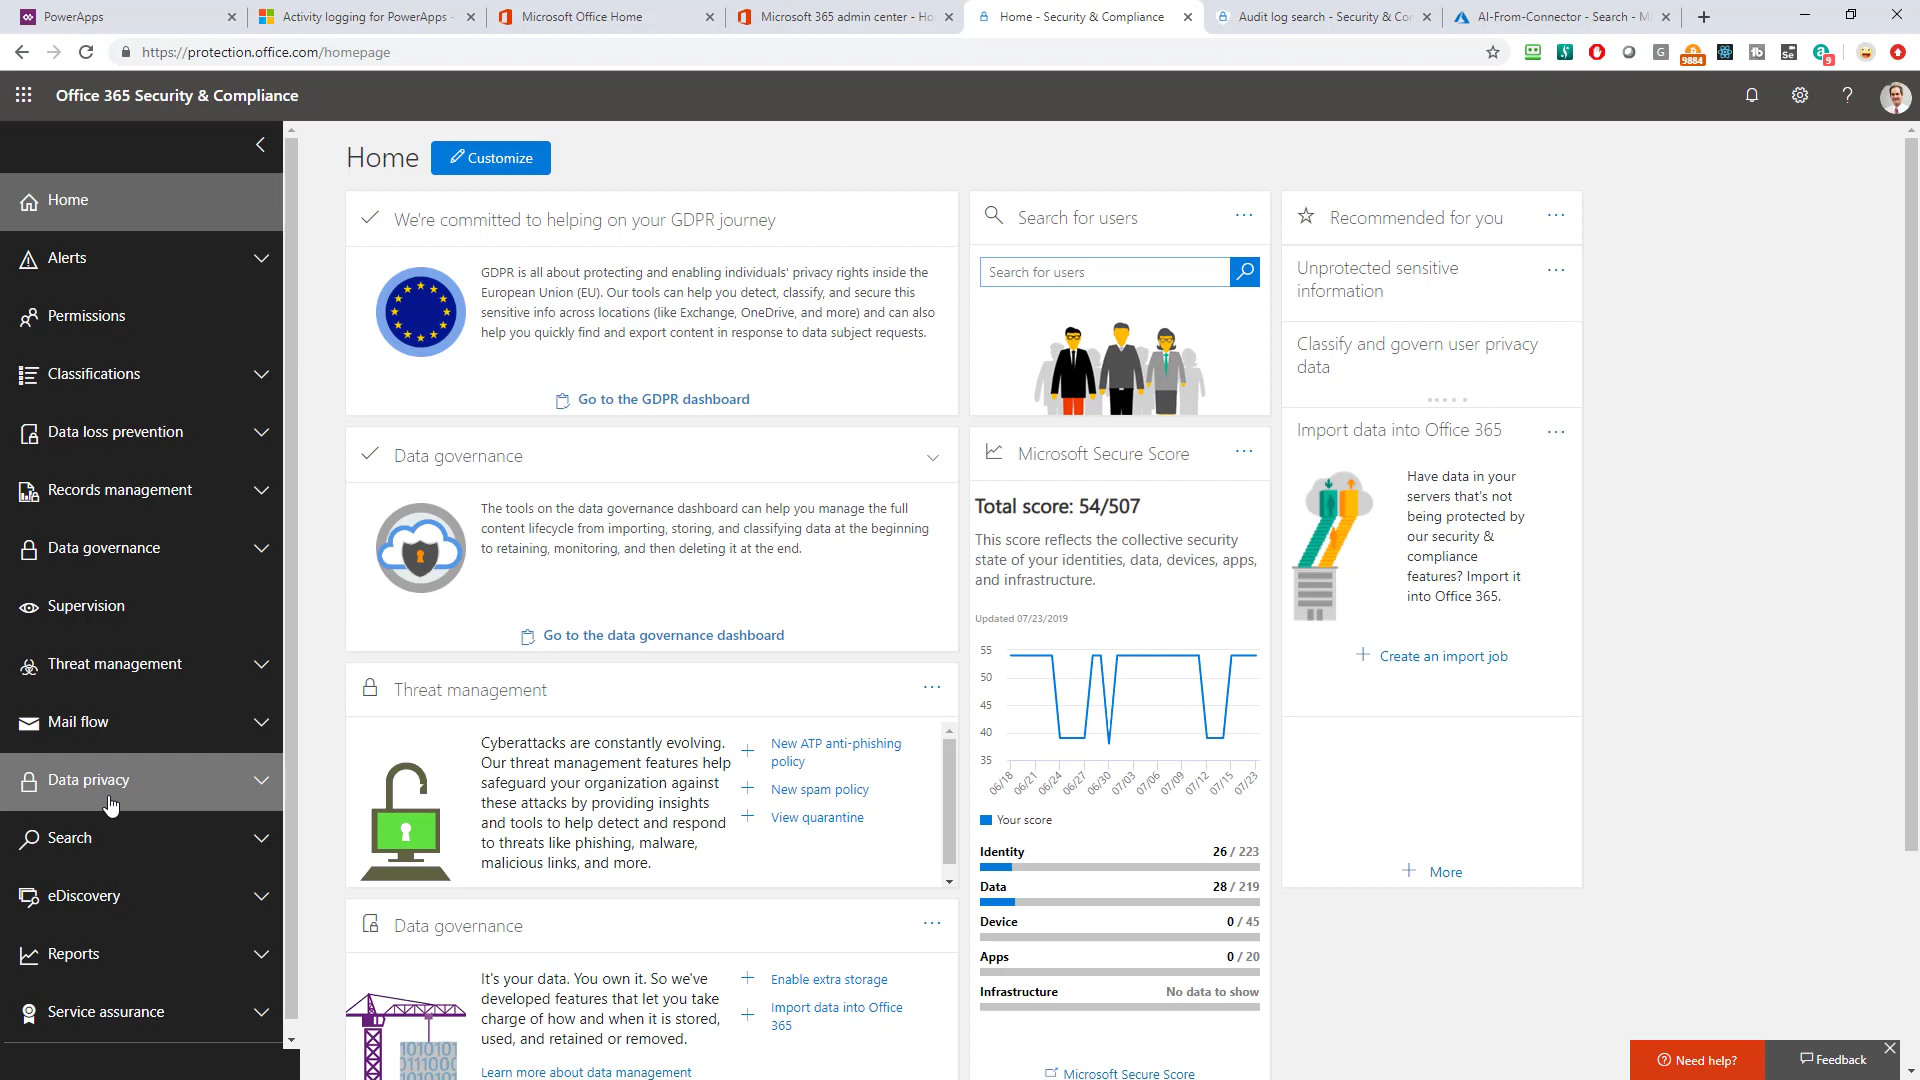 PowerApps
Activity logging for PowerApps -
Microsoft Office Home
Microsoft 365 admin center - Ho
Home - Security & Compliance
Audit log search - Security & Co
AI-From-Connector - Search - M
https://protection.office.com/homepage
9884
9
Office 365 Security & Compliance
Home
Alerts
Permissions
Classifications
Data loss prevention
Records management
Data governance
Supervision
Threat management
Mail flow
Data privacy
Search
eDiscovery
Reports
Service assurance
Home
Customize
We're committed to helping on your GDPR journey
GDPR is all about protecting and enabling individuals' privacy rights inside the
European Union (EU). Our tools can help you detect, classify, and secure this
sensitive info across locations (like Exchange, OneDrive, and more) and can also
help you quickly find and export content in response to data subject requests.
Go to the GDPR dashboard
Data governance
The tools on the data governance dashboard can help you manage the full
content lifecycle from importing, storing, and classifying data at the beginning
to retaining, monitoring, and then deleting it at the end.
Go to the data governance dashboard
Threat management
Cyberattacks are constantly evolving.
Our threat management features help
safeguard your organization against
these attacks by providing insights
and tools to help detect and respond
to threats like phishing, malware,
malicious links, and more.
New ATP anti-phishing
policy
New spam policy
View quarantine
Data governance
It's your data. You own it. So we've
developed features that let you take
charge of how and when it is stored,
used, and retained or removed.
Learn more about data management
Enable extra storage
Import data into Office
365
Search for users
Search for users
Microsoft Secure Score
Total score: 54/507
This score reflects the collective security
state of your identities, data, devices, apps,
and infrastructure.
Updated 07/23/2019
55
50
45
40
35
06/18 06/21 06/24 06/27 06/30 07/03 07/06 07/09 07/12 07/15 07/23
Your score
Identity 26 / 223
Data 28 / 219
Device 0 / 45
Apps 0 / 20
Infrastructure No data to show
Microsoft Secure Score
Recommended for you
Unprotected sensitive
information
Classify and govern user privacy
data
Import data into Office 365
Have data in your
servers that's not
being protected by
our security &
compliance
features? Import it
into Office 365.
Create an import job
More
Need help?
Feedback